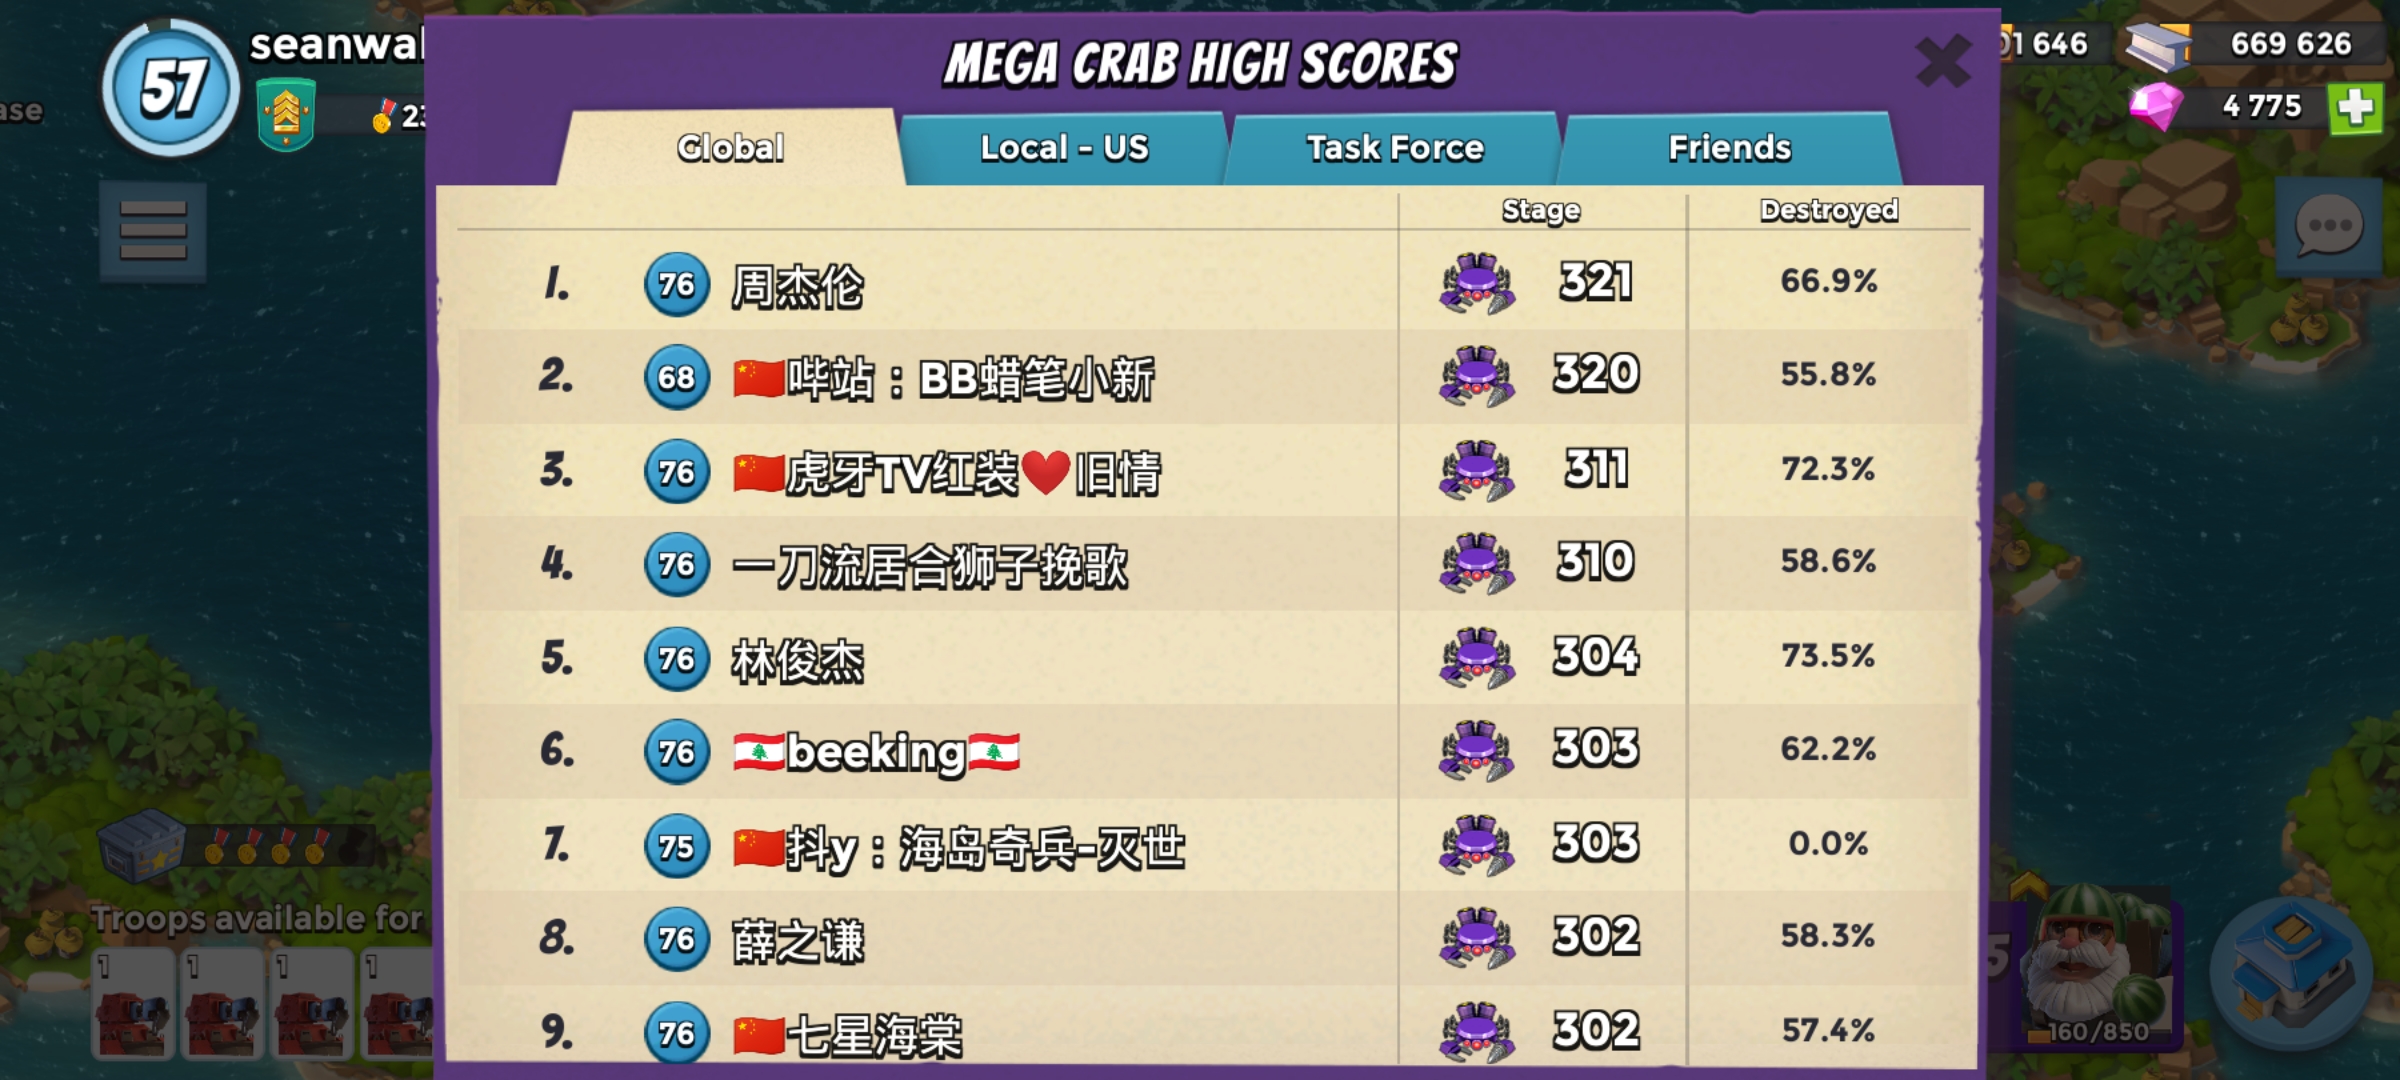 57
seanwal
23
ase
MEGA CRAB HIGH SCORES
01 646
669 626
4 775
Global
Local - US
Task Force
Friends
Stage
Destroyed
1. 76 周杰伦 321 66.9%
2. 68 🇨🇳哔站：BB蜡笔小新 320 55.8%
3. 76 🇨🇳虎牙TV红装❤️旧情 311 72.3%
4. 76 一刀流居合狮子挽歌 310 58.6%
5. 76 林俊杰 304 73.5%
6. 76 🇱🇧beeking🇱🇧 303 62.2%
7. 75 🇨🇳抖y：海岛奇兵-灭世 303 0.0%
8. 76 薛之谦 302 58.3%
9. 76 🇨🇳七星海棠 302 57.4%
Troops available for
1 1 1 1
5
160/850